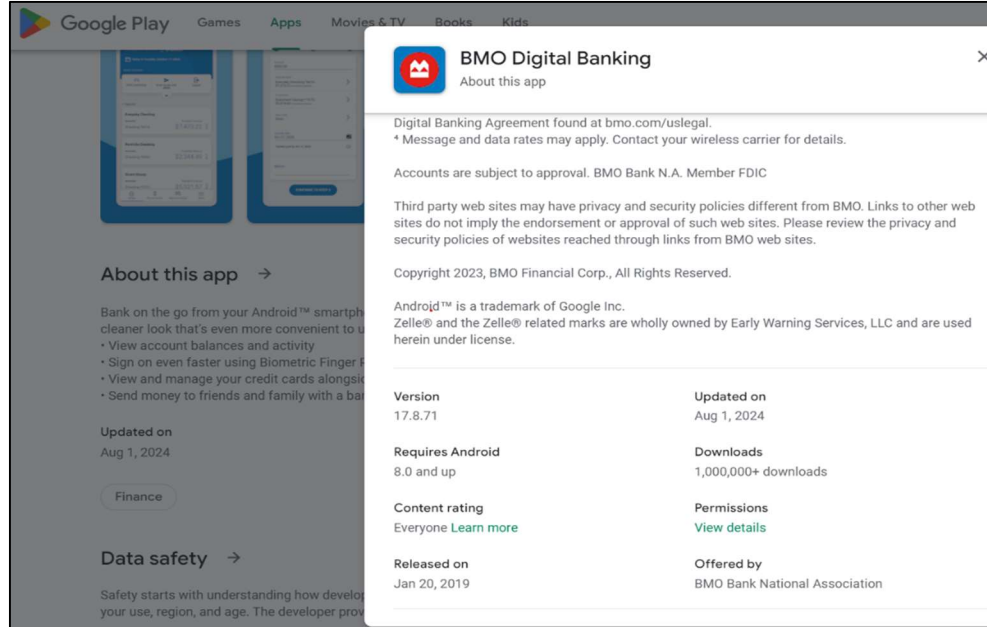 Google Play
Games
Apps
Movies & TV
Books
Kids
BMO Digital Banking
About this app
Digital Banking Agreement found at bmo.com/uslegal.
⁴ Message and data rates may apply. Contact your wireless carrier for details.
Accounts are subject to approval. BMO Bank N.A. Member FDIC
Third party web sites may have privacy and security policies different from BMO. Links to other web
sites do not imply the endorsement or approval of such web sites. Please review the privacy and
security policies of websites reached through links from BMO web sites.
Copyright 2023, BMO Financial Corp., All Rights Reserved.
Android™ is a trademark of Google Inc.
Zelle® and the Zelle® related marks are wholly owned by Early Warning Services, LLC and are used
herein under license.
Version
17.8.71
Updated on
Aug 1, 2024
Requires Android
8.0 and up
Downloads
1,000,000+ downloads
Content rating
Everyone Learn more
Permissions
View details
Released on
Jan 20, 2019
Offered by
BMO Bank National Association
About this app →
Bank on the go from your Android™ smartph
cleaner look that's even more convenient to u
• View account balances and activity
• Sign on even faster using Biometric Finger
• View and manage your credit cards alongsi
• Send money to friends and family with a ba
Updated on
Aug 1, 2024
Finance
Data safety →
Safety starts with understanding how develop
your use, region, and age. The developer prov